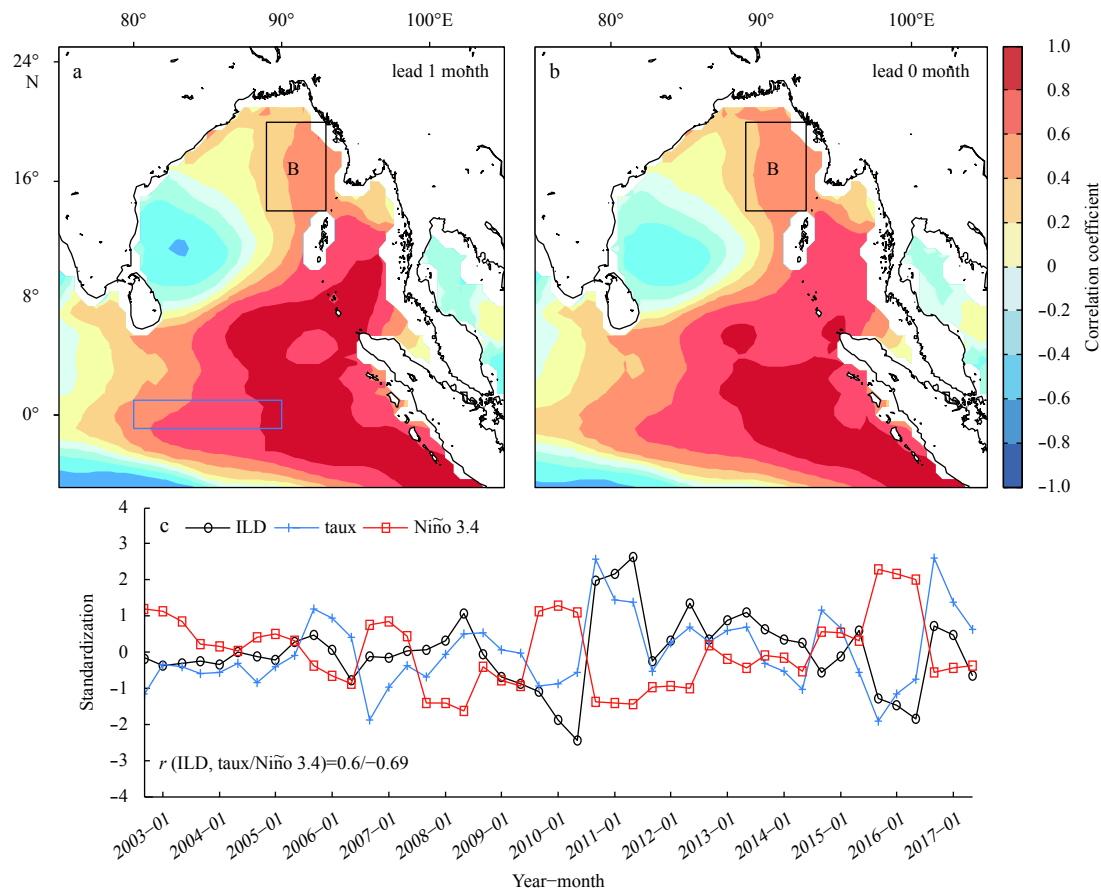 80° 90° 100°E 80° 90° 100°E
24°
N
a
lead 1 month
b
lead 0 month
B
B
16°
8°
0°
1.0
0.8
0.6
0.4
0.2
0
−0.2
−0.4
−0.6
−0.8
−1.0
Correlation coefficient
c ILD taux Niño 3.4
4
3
2
1
0
−1
−2
−3
−4
Standardization
r (ILD, taux/Niño 3.4)=0.6/−0.69
2003−01 2004−01 2005−01 2006−01 2007−01 2008−01 2009−01 2010−01 2011−01 2012−01 2013−01 2014−01 2015−01 2016−01 2017−01
Year−month